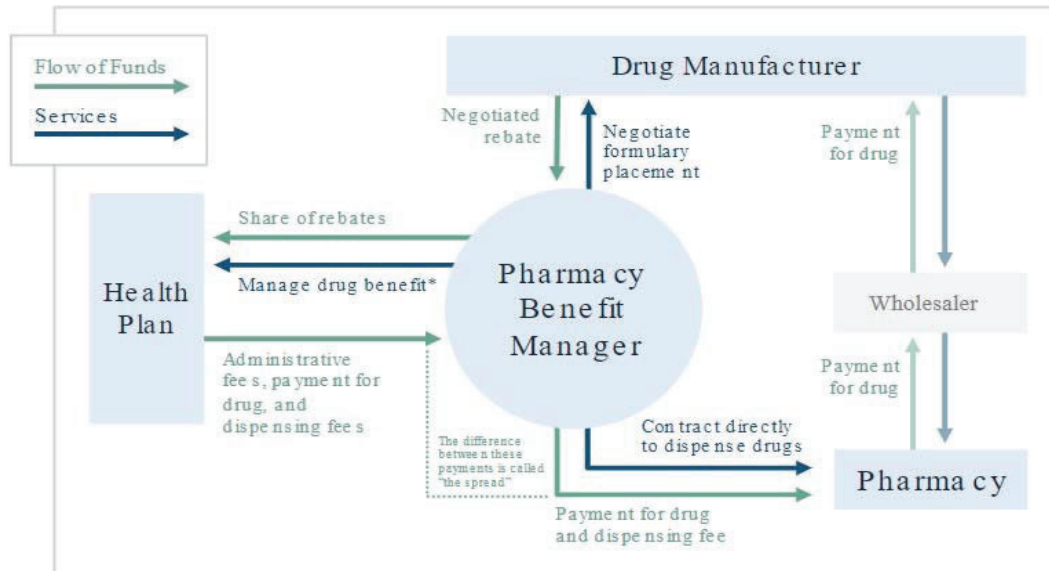 Flow of Funds
Services
Drug Manufacturer
Negotiated
rebate
Negotiate
formulary
placement
Payment
for drug
Share of rebates
Manage drug benefit*
Health
Plan
Pharmacy
Benefit
Manager
Wholesaler
Administrative
fees, payment for
drug, and
dispensing fees
Payment
for drug
The difference
between these
payments is called
"the spread"
Contract directly
to dispense drugs
Pharmacy
Payment for drug
and dispensing fee